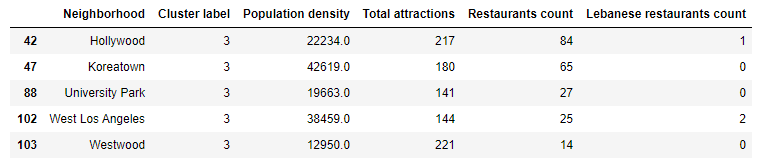 Neighborhood Cluster label Population density Total attractions Restaurants count Lebanese restaurants count
42 Hollywood 3 22234.0 217 84 1
47 Koreatown 3 42619.0 180 65 0
88 University Park 3 19663.0 141 27 0
102 West Los Angeles 3 38459.0 144 25 2
103 Westwood 3 12950.0 221 14 0